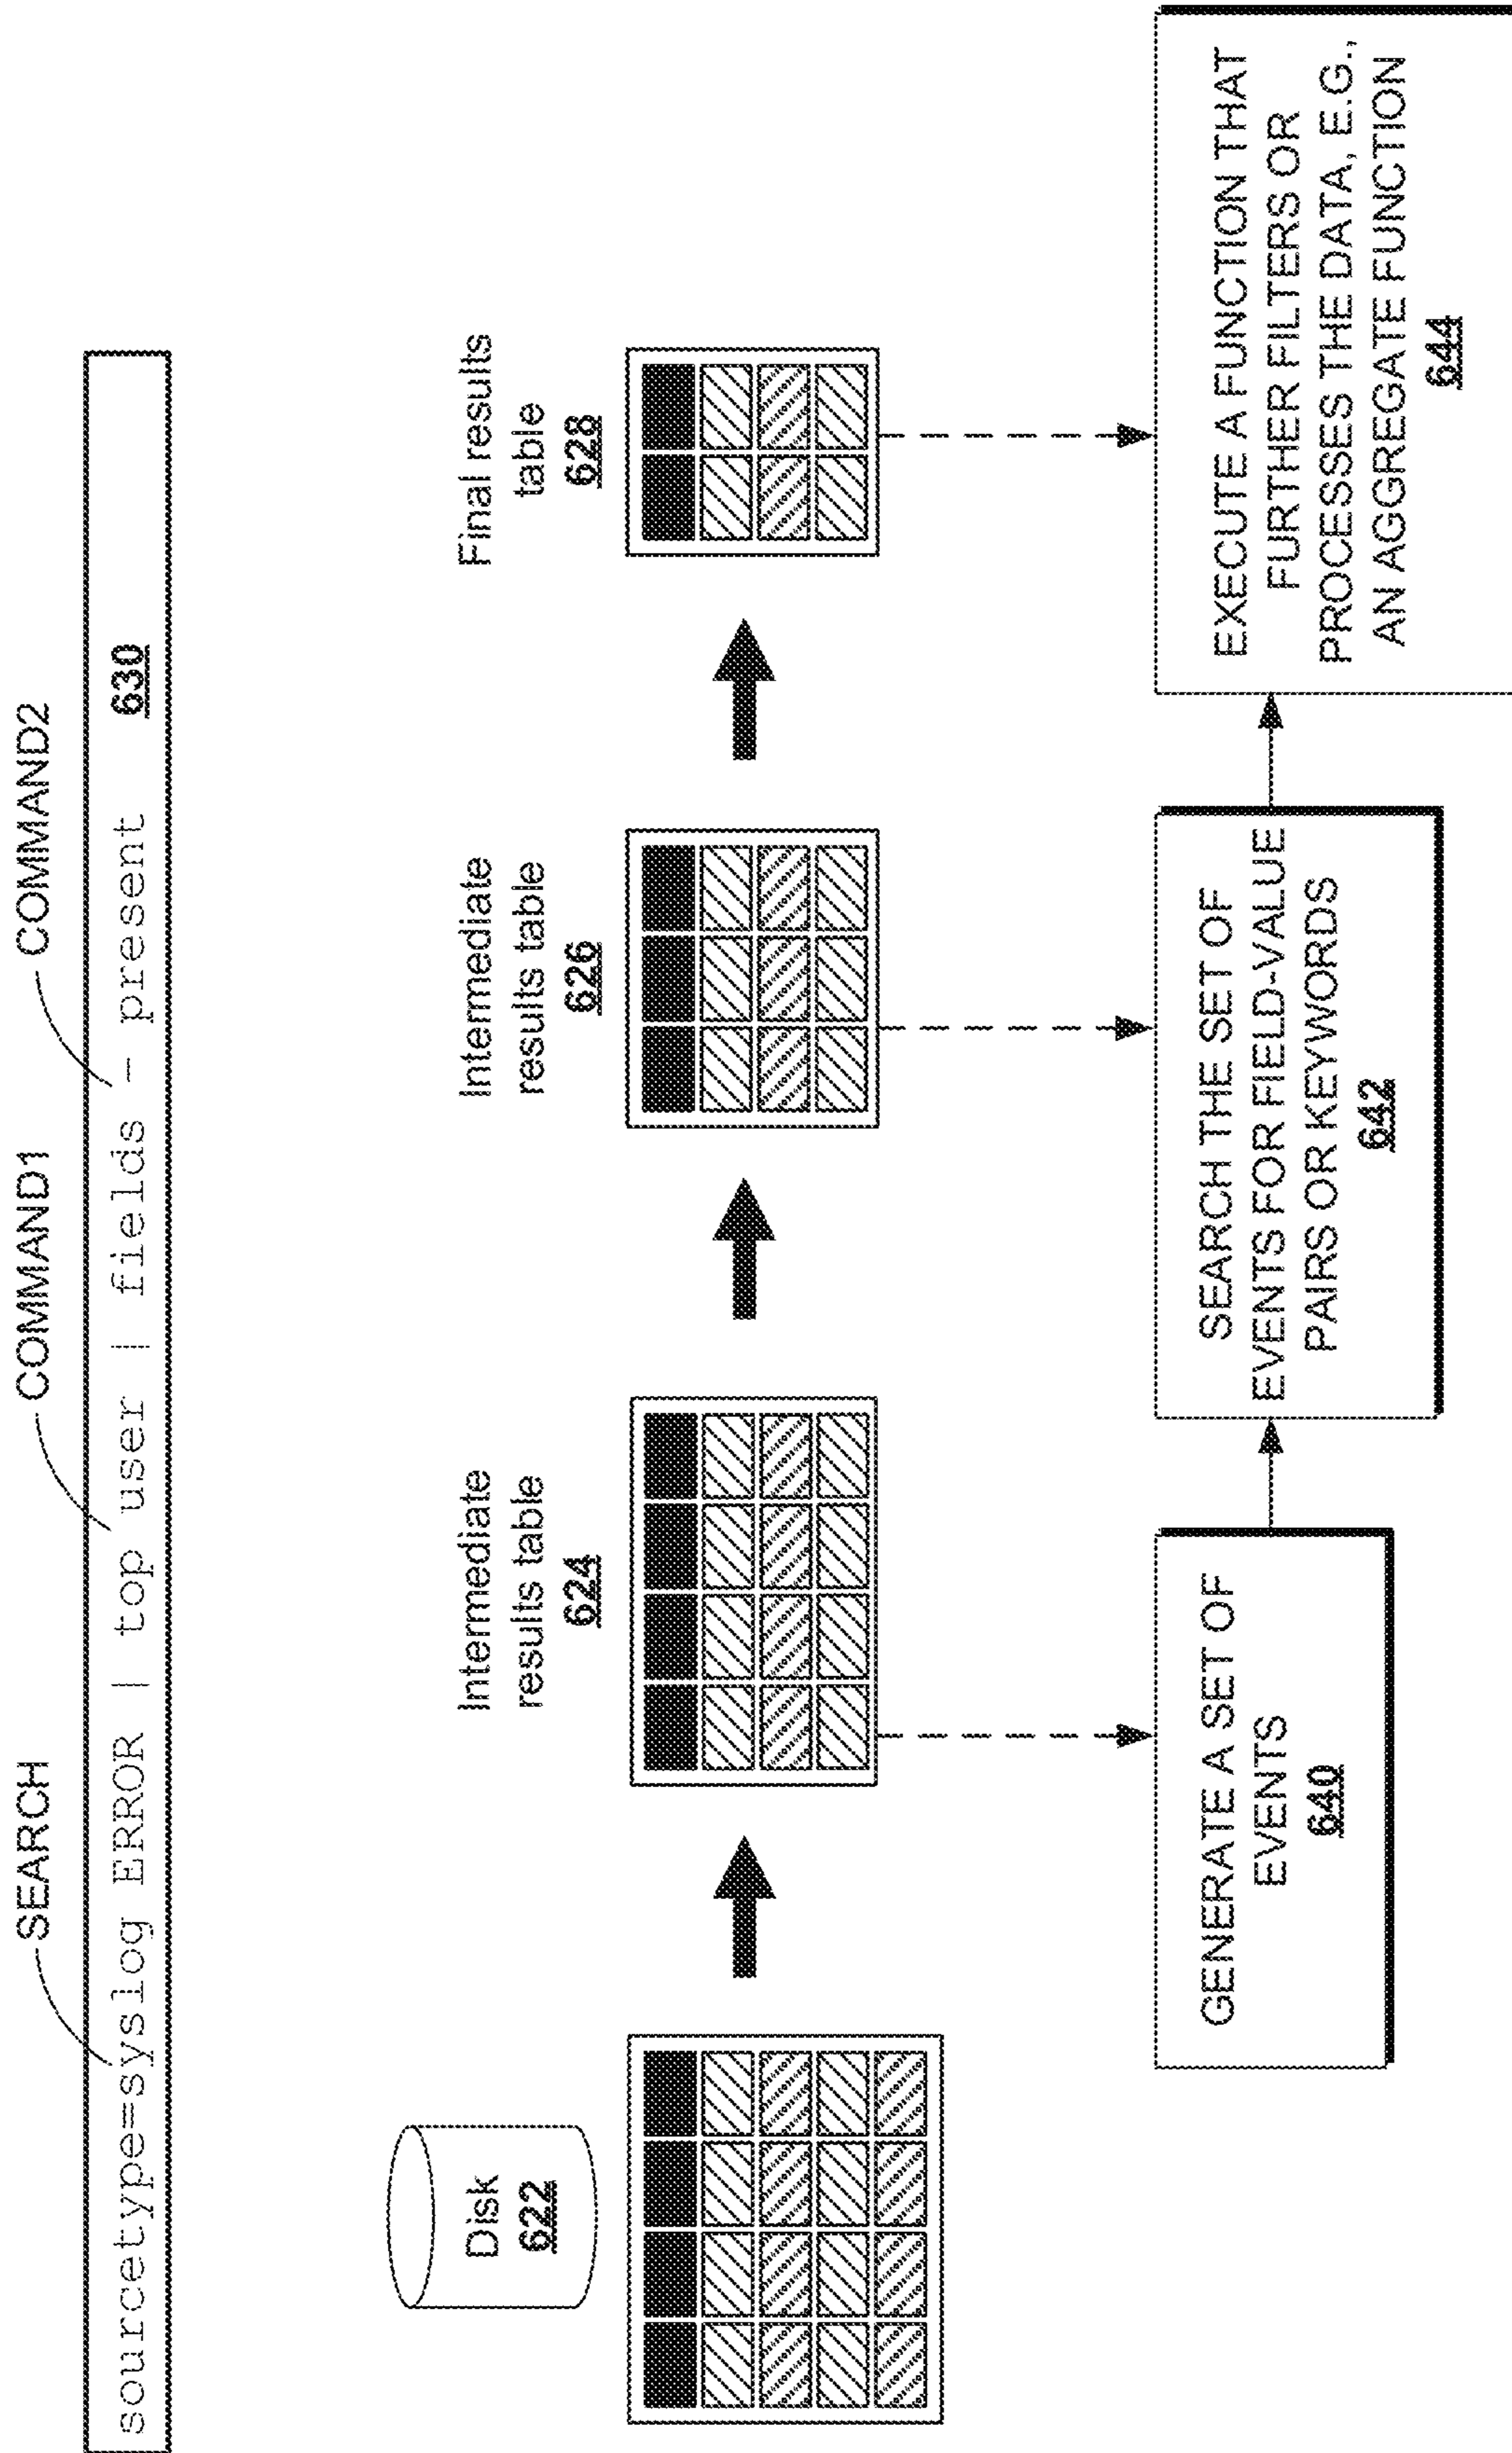 SEARCH
COMMAND1
COMMAND2
sourcetype=syslog ERROR | top user | fields – present 630
Disk
622
Intermediate
results table
624
Intermediate
results table
626
Final results
table
628
GENERATE A SET OF
EVENTS
640
SEARCH THE SET OF
EVENTS FOR FIELD-VALUE
PAIRS OR KEYWORDS
642
EXECUTE A FUNCTION THAT
FURTHER FILTERS OR
PROCESSES THE DATA, E.G.,
AN AGGREGATE FUNCTION
644